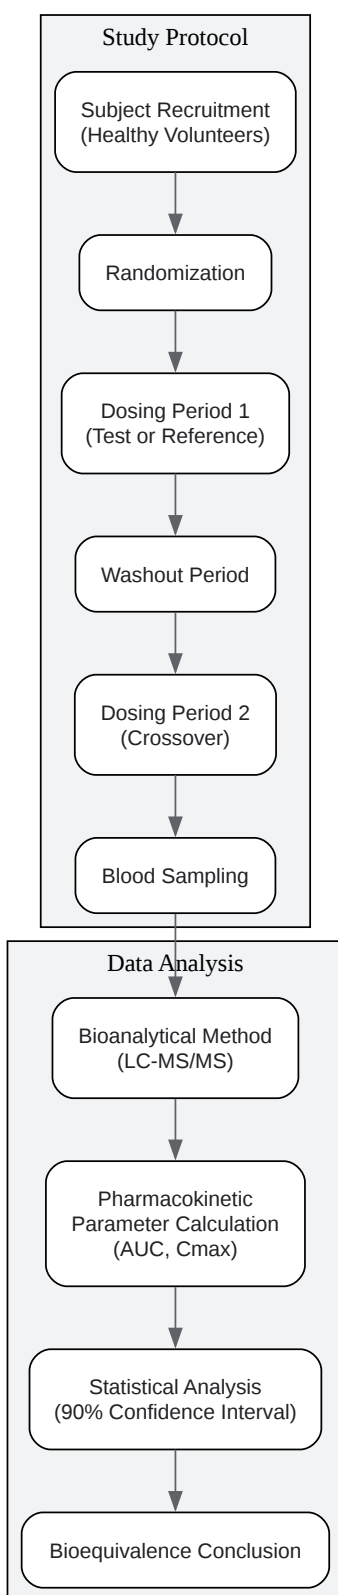 Study Protocol
Subject Recruitment
(Healthy Volunteers)
Randomization
Dosing Period 1
(Test or Reference)
Washout Period
Dosing Period 2
(Crossover)
Blood Sampling
Data Analysis
Bioanalytical Method
(LC-MS/MS)
Pharmacokinetic
Parameter Calculation
(AUC, Cmax)
Statistical Analysis
(90% Confidence Interval)
Bioequivalence Conclusion